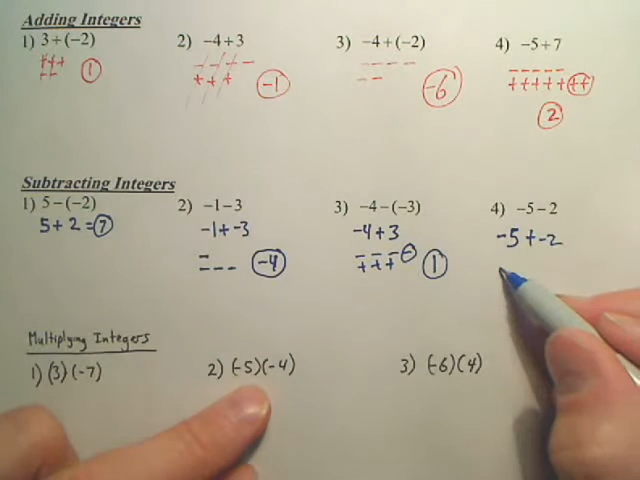 Adding Integers
1) 3 + (−2) 2) −4 + 3 3) −4 + (−2) 4) −5 + 7
+++ − − − − − − − − − − − − −
− − + + + − − + + + + + + +
1 −1 −6 2
Subtracting Integers
1) 5 − (−2) 2) −1 − 3 3) −4 − (−3) 4) −5 − 2
5 + 2 = 7 −1 + −3 −4 + 3 −5 + −2
− − − − −
− − − −4 + + + 1
Multiplying Integers
1) (3)(−7) 2) (−5)(−4) 3) (−6)(4)